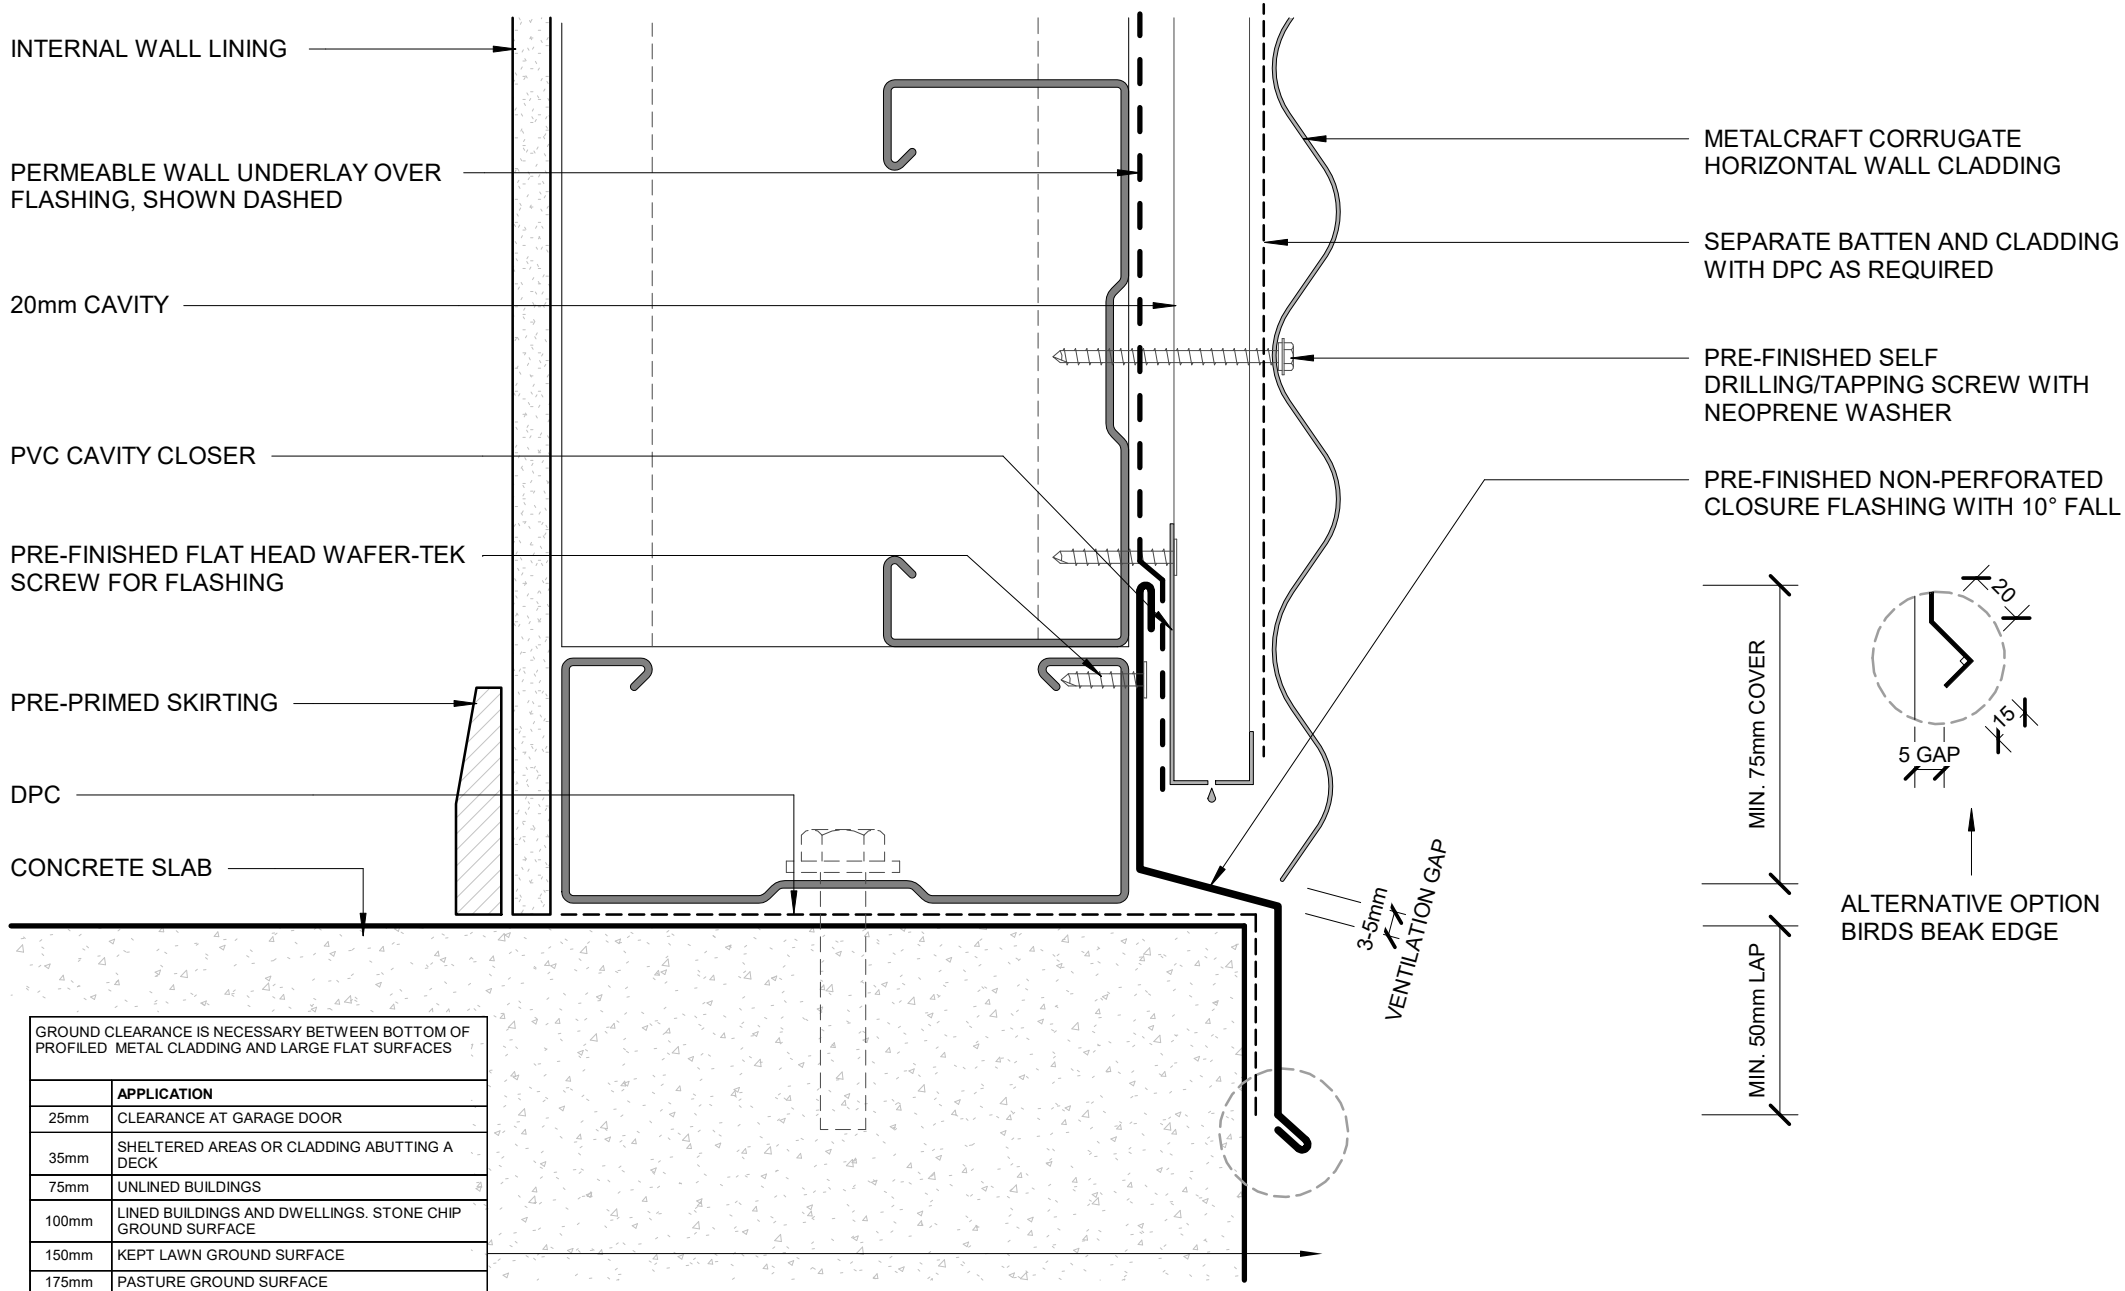 INTERNAL WALL LINING
PERMEABLE WALL UNDERLAY OVER
FLASHING, SHOWN DASHED
20mm CAVITY
PVC CAVITY CLOSER
PRE-FINISHED FLAT HEAD WAFER-TEK
SCREW FOR FLASHING
PRE-PRIMED SKIRTING
DPC
CONCRETE SLAB
METALCRAFT CORRUGATE
HORIZONTAL WALL CLADDING
SEPARATE BATTEN AND CLADDING
WITH DPC AS REQUIRED
PRE-FINISHED SELF
DRILLING/TAPPING SCREW WITH
NEOPRENE WASHER
PRE-FINISHED NON-PERFORATED
CLOSURE FLASHING WITH 10° FALL
MIN. 75mm COVER
MIN. 50mm LAP
20
15
5 GAP
ALTERNATIVE OPTION
BIRDS BEAK EDGE
3-5mm
VENTILATION GAP
GROUND CLEARANCE IS NECESSARY BETWEEN BOTTOM OF
PROFILED METAL CLADDING AND LARGE FLAT SURFACES
APPLICATION
25mm CLEARANCE AT GARAGE DOOR
35mm SHELTERED AREAS OR CLADDING ABUTTING A
DECK
75mm UNLINED BUILDINGS
100mm LINED BUILDINGS AND DWELLINGS. STONE CHIP
GROUND SURFACE
150mm KEPT LAWN GROUND SURFACE
175mm PASTURE GROUND SURFACE